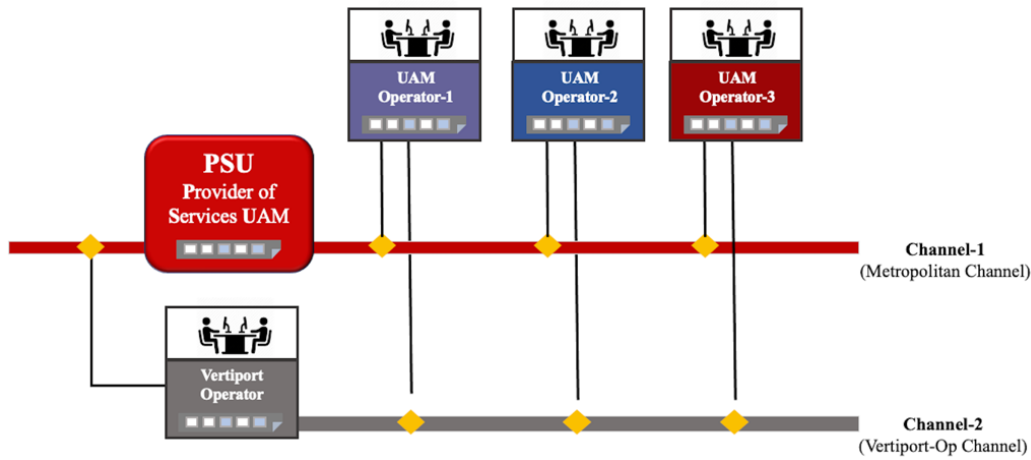 UAM
Operator-1
UAM
Operator-2
UAM
Operator-3
PSU
Provider of
Services UAM
Channel-1
(Metropolitan Channel)
Vertiport
Operator
Channel-2
(Vertiport-Op Channel)